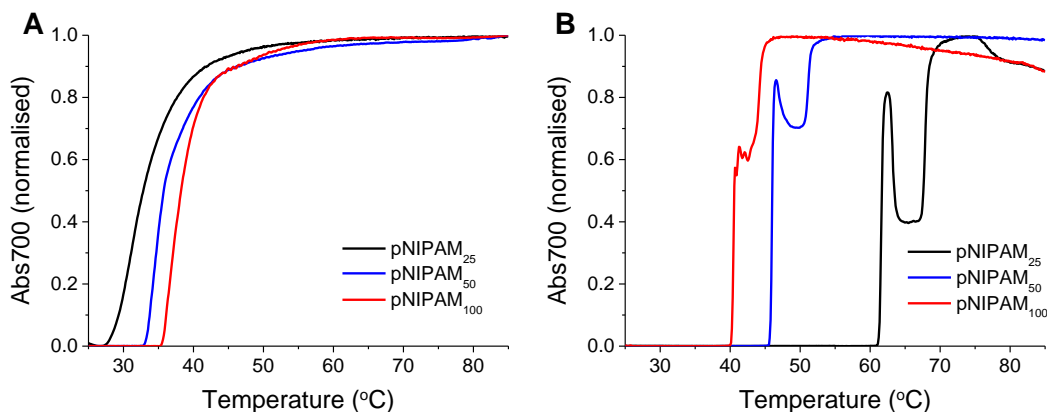 A
1.0
0.8
0.6
0.4
0.2
0.0
Abs700 (normalised)
30 40 50 60 70 80
Temperature (°C)
pNIPAM₂₅
pNIPAM₅₀
pNIPAM₁₀₀
B
1.0
0.8
0.6
0.4
0.2
0.0
Abs700 (normalised)
30 40 50 60 70 80
Temperature (°C)
pNIPAM₂₅
pNIPAM₅₀
pNIPAM₁₀₀